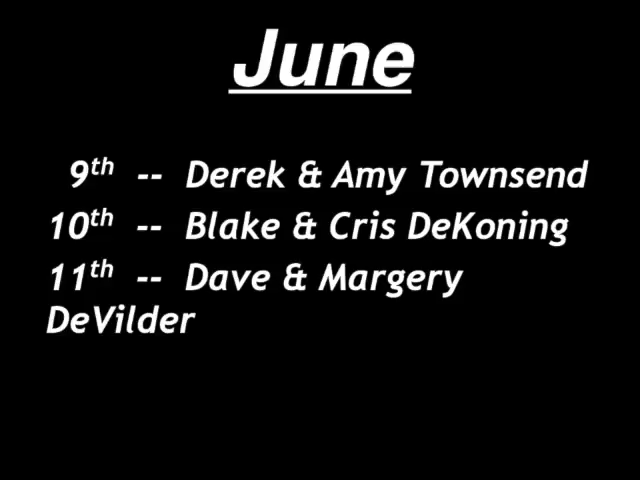 June
9th -- Derek & Amy Townsend
10th -- Blake & Cris DeKoning
11th -- Dave & Margery
DeVilder